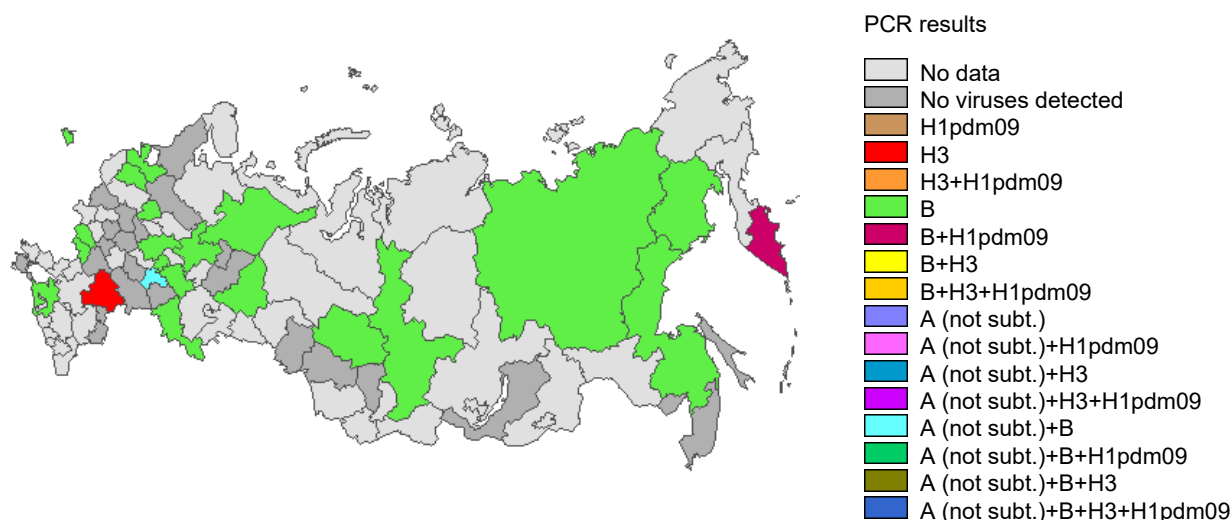 PCR results
No data
No viruses detected
H1pdm09
H3
H3+H1pdm09
B
B+H1pdm09
B+H3
B+H3+H1pdm09
A (not subt.)
A (not subt.)+H1pdm09
A (not subt.)+H3
A (not subt.)+H3+H1pdm09
A (not subt.)+B
A (not subt.)+B+H1pdm09
A (not subt.)+B+H3
A (not subt.)+B+H3+H1pdm09